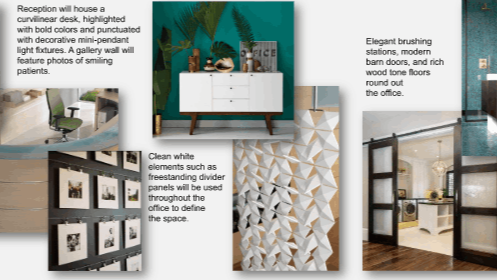 Reception will house a
curvilinear desk, highlighted
with bold colors and punctuated
with decorative mini-pendant
light fixtures. A gallery wall will
feature photos of smiling
patients.
OFFICE
Elegant brushing
stations, modern
barn doors, and rich
wood tone floors
round out
the office.
Clean white
elements such as
freestanding divider
panels will be used
throughout the
office to define
the space.